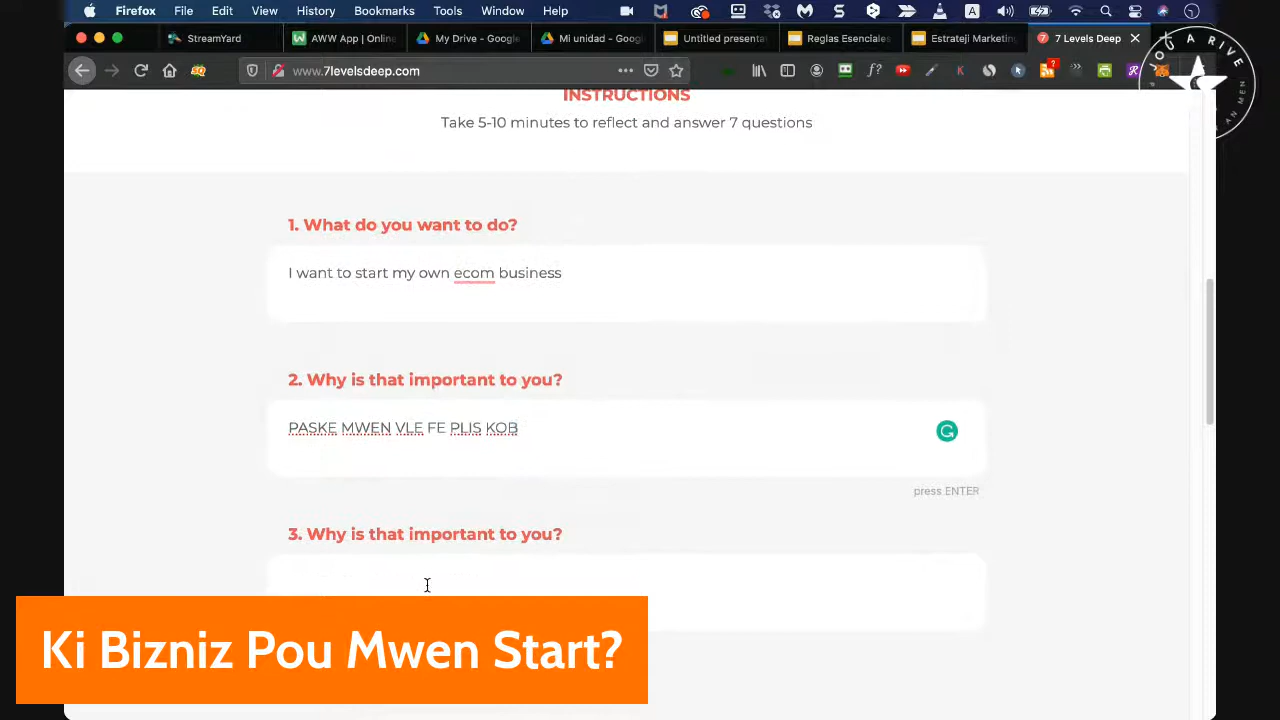 Firefox File Edit View History Bookmarks Tools Window Help
StreamYard AWW App | Online My Drive - Google Mi unidad - Goog Untitled presenta Reglas Esenciales Estrateji Marketing 7 Levels Deep
www.7levelsdeep.com
INSTRUCTIONS
Take 5-10 minutes to reflect and answer 7 questions
1. What do you want to do?
I want to start my own ecom business
2. Why is that important to you?
PASKE MWEN VLE FE PLIS KOB
press ENTER
3. Why is that important to you?
Ki Bizniz Pou Mwen Start?